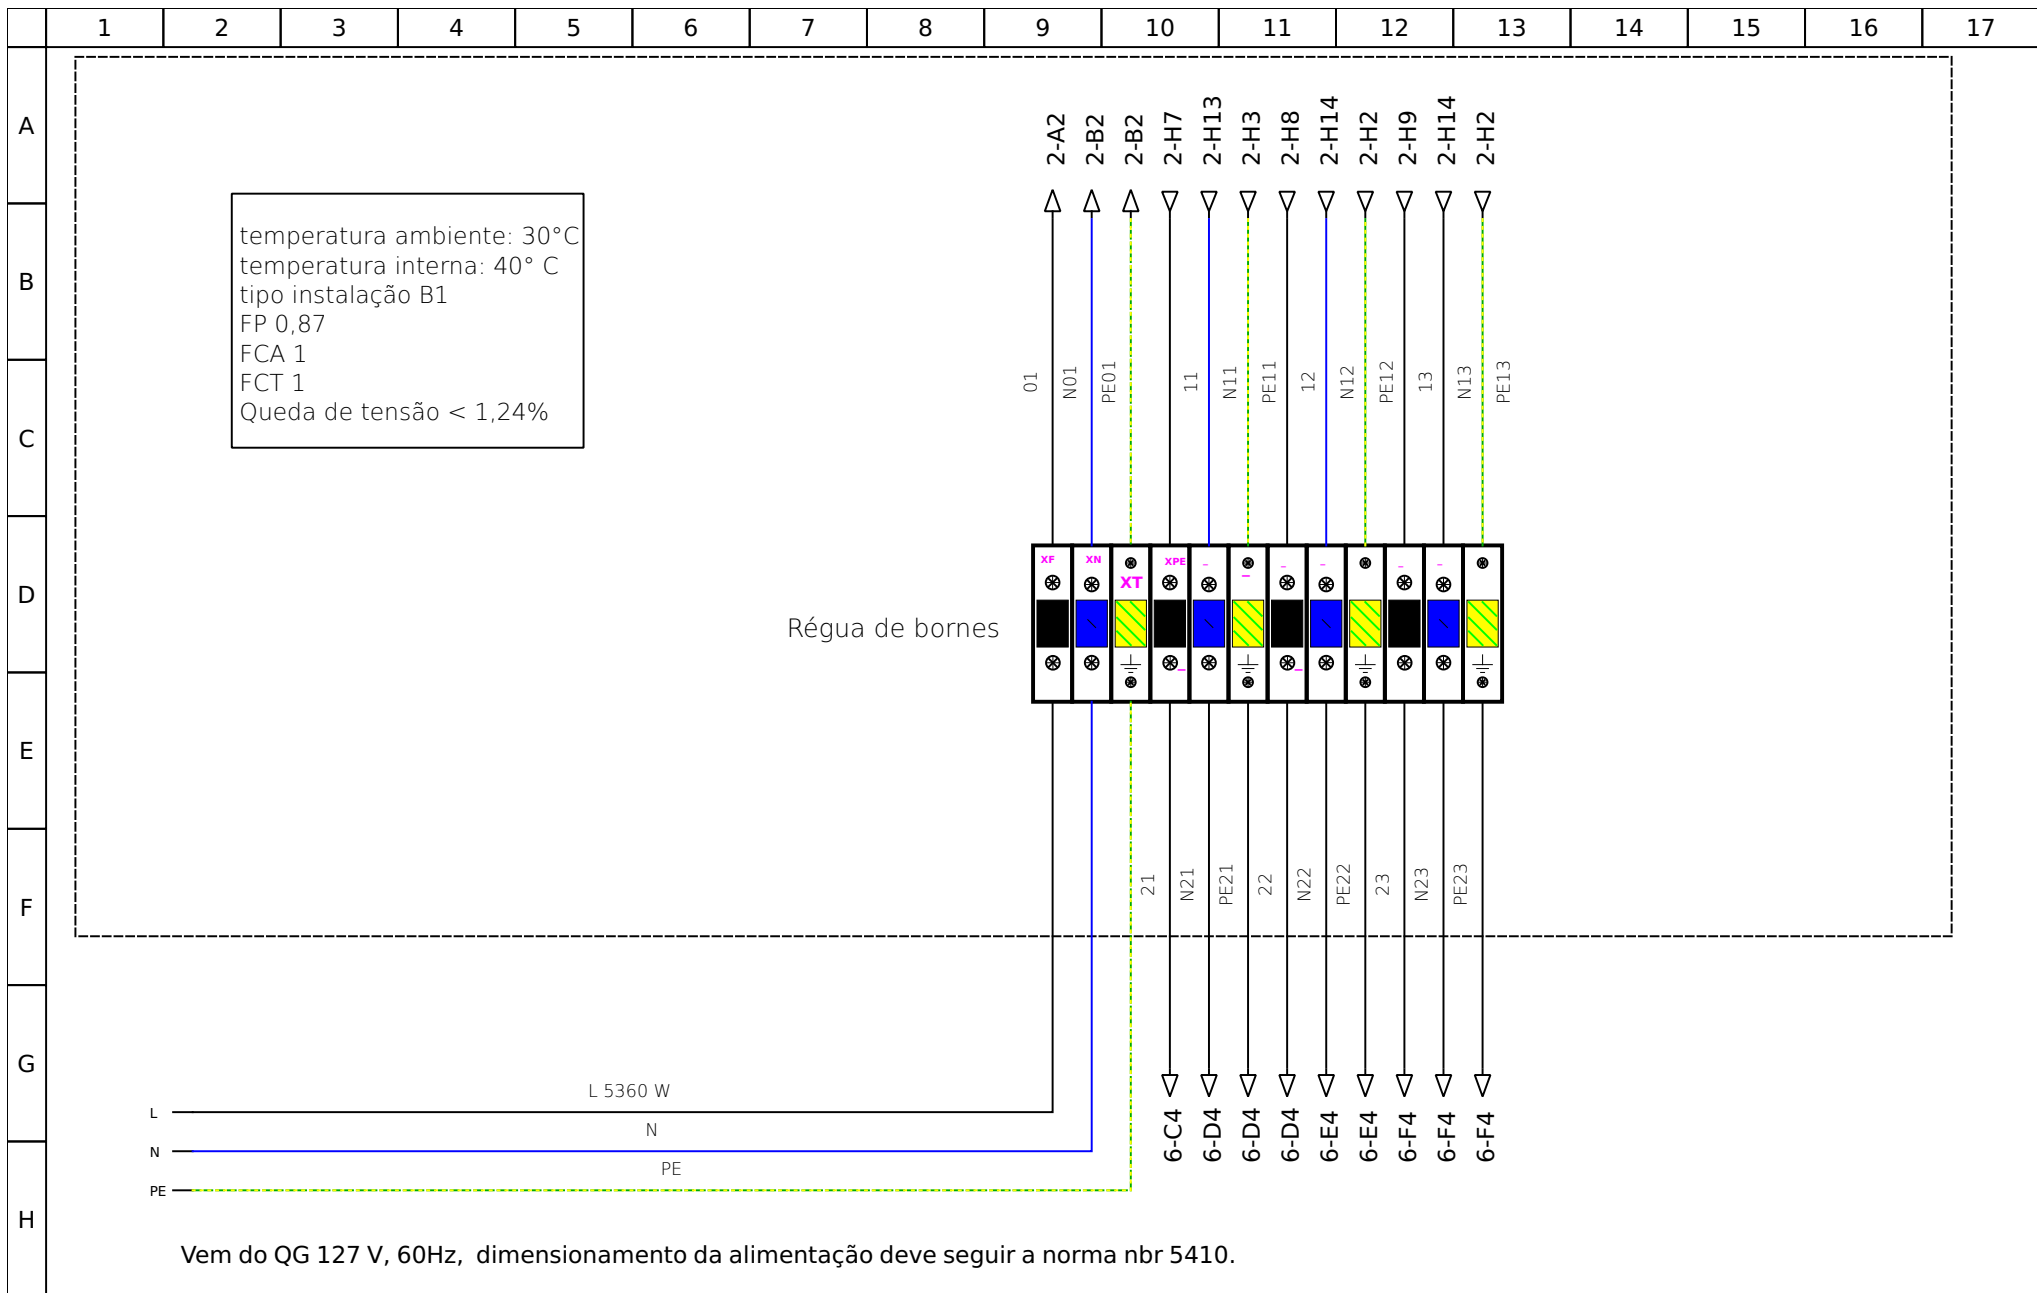 1 2 3 4 5 6 7 8 9 10 11 12 13 14 15 16 17
A
B
C
D
E
F
G
H
2-A2
2-B2
2-B2
2-H7
2-H13
2-H3
2-H8
2-H14
2-H2
2-H9
2-H14
2-H2
temperatura ambiente: 30°C
temperatura interna: 40° C
tipo instalação B1
FP 0,87
FCA 1
FCT 1
Queda de tensão < 1,24%
01
N01
PE01
11
N11
PE11
12
N12
PE12
13
N13
PE13
XF
XN
XT
XPE
Régua de bornes
21
N21
PE21
22
N22
PE22
23
N23
PE23
6-C4
6-D4
6-D4
6-D4
6-E4
6-E4
6-F4
6-F4
6-F4
L 5360 W
L
N
N
PE
PE
Vem do QG 127 V, 60Hz, dimensionamento da alimentação deve seguir a norma nbr 5410.